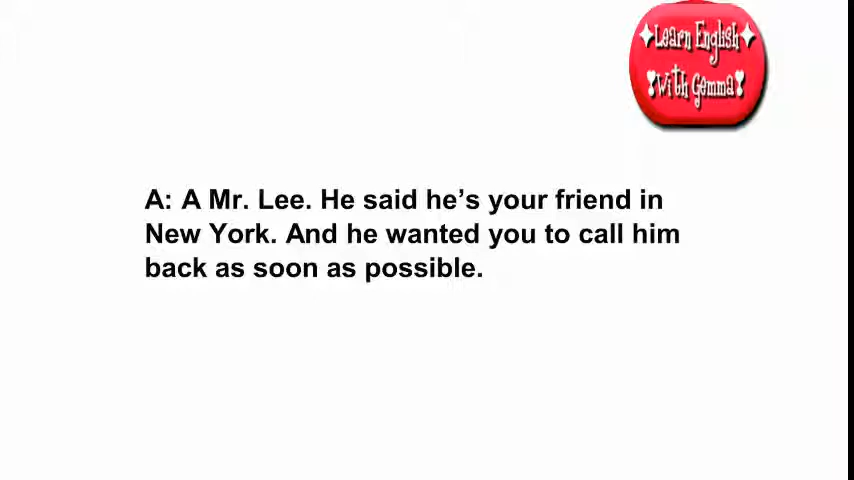 ✦Learn English✦
❣With Gemma❣
A: A Mr. Lee. He said he’s your friend in
New York. And he wanted you to call him
back as soon as possible.